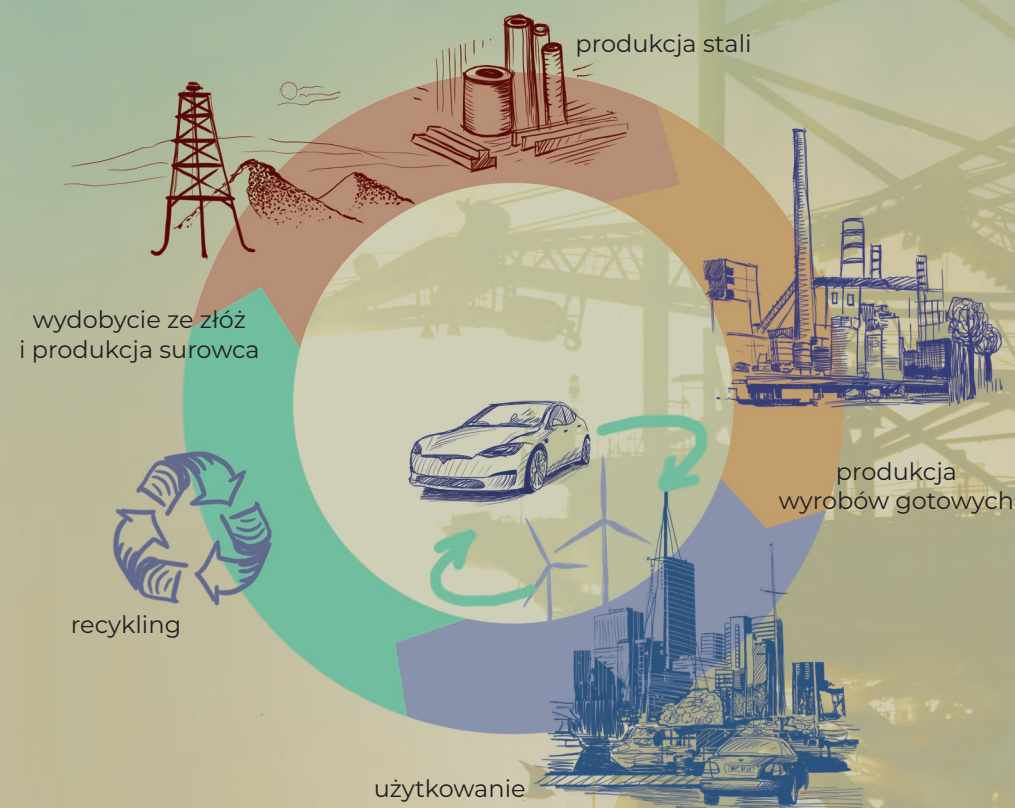 produkcja stali
wydobycie ze złóż
i produkcja surowca
produkcja
wyrobów gotowych
recykling
użytkowanie